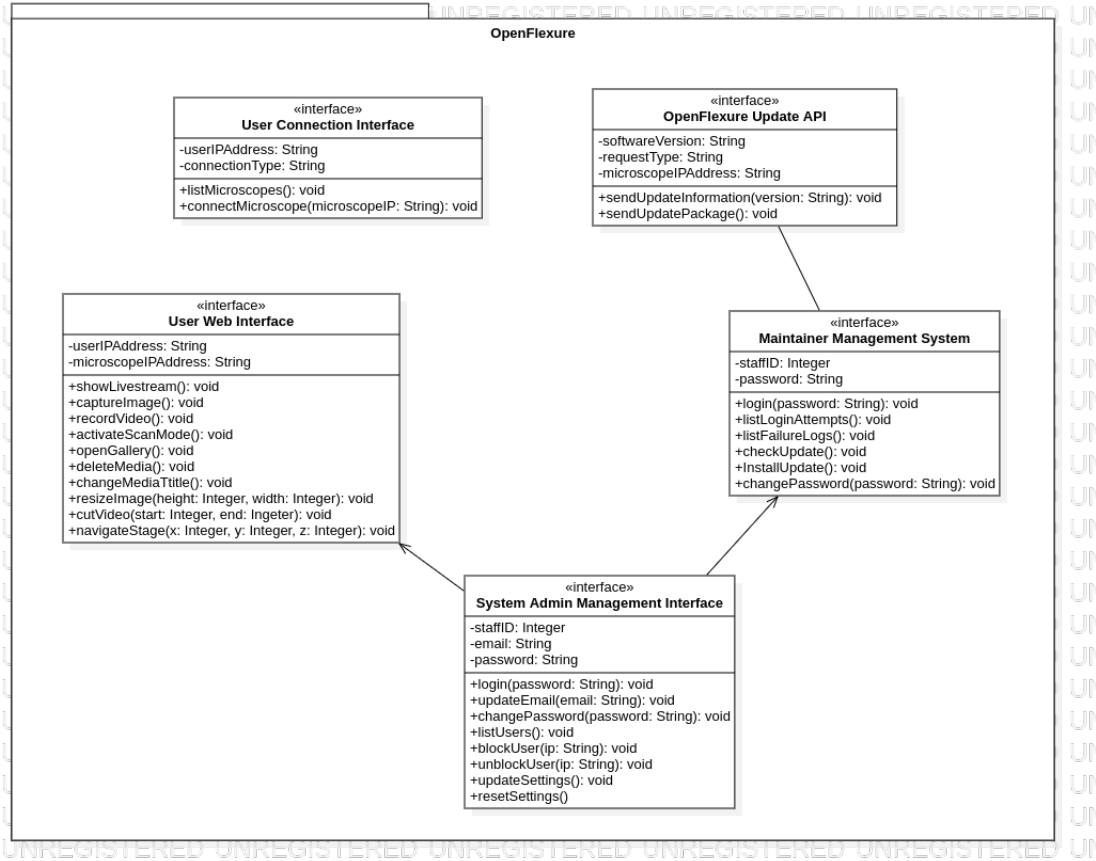 OpenFlexure
«interface»
User Connection Interface
-userIPAddress: String
-connectionType: String
+listMicroscopes(): void
+connectMicroscope(microscopeIP: String): void
«interface»
OpenFlexure Update API
-softwareVersion: String
-requestType: String
-microscopeIPAddress: String
+sendUpdateInformation(version: String): void
+sendUpdatePackage(): void
«interface»
User Web Interface
-userIPAddress: String
-microscopeIPAddress: String
+showLivestream(): void
+captureImage(): void
+recordVideo(): void
+activateScanMode(): void
+openGallery(): void
+deleteMedia(): void
+changeMediaTtitle(): void
+resizeImage(height: Integer, width: Integer): void
+cutVideo(start: Integer, end: Ingeter): void
+navigateStage(x: Integer, y: Integer, z: Integer): void
«interface»
Maintainer Management System
-staffID: Integer
-password: String
+login(password: String): void
+listLoginAttempts(): void
+listFailureLogs(): void
+checkUpdate(): void
+InstallUpdate(): void
+changePassword(password: String): void
«interface»
System Admin Management Interface
-staffID: Integer
-email: String
-password: String
+login(password: String): void
+updateEmail(email: String): void
+changePassword(password: String): void
+listUsers(): void
+blockUser(ip: String): void
+unblockUser(ip: String): void
+updateSettings(): void
+resetSettings()
UNREGISTERED UNREGISTERED UNREGISTERED UNREGISTERED UNREGISTERED